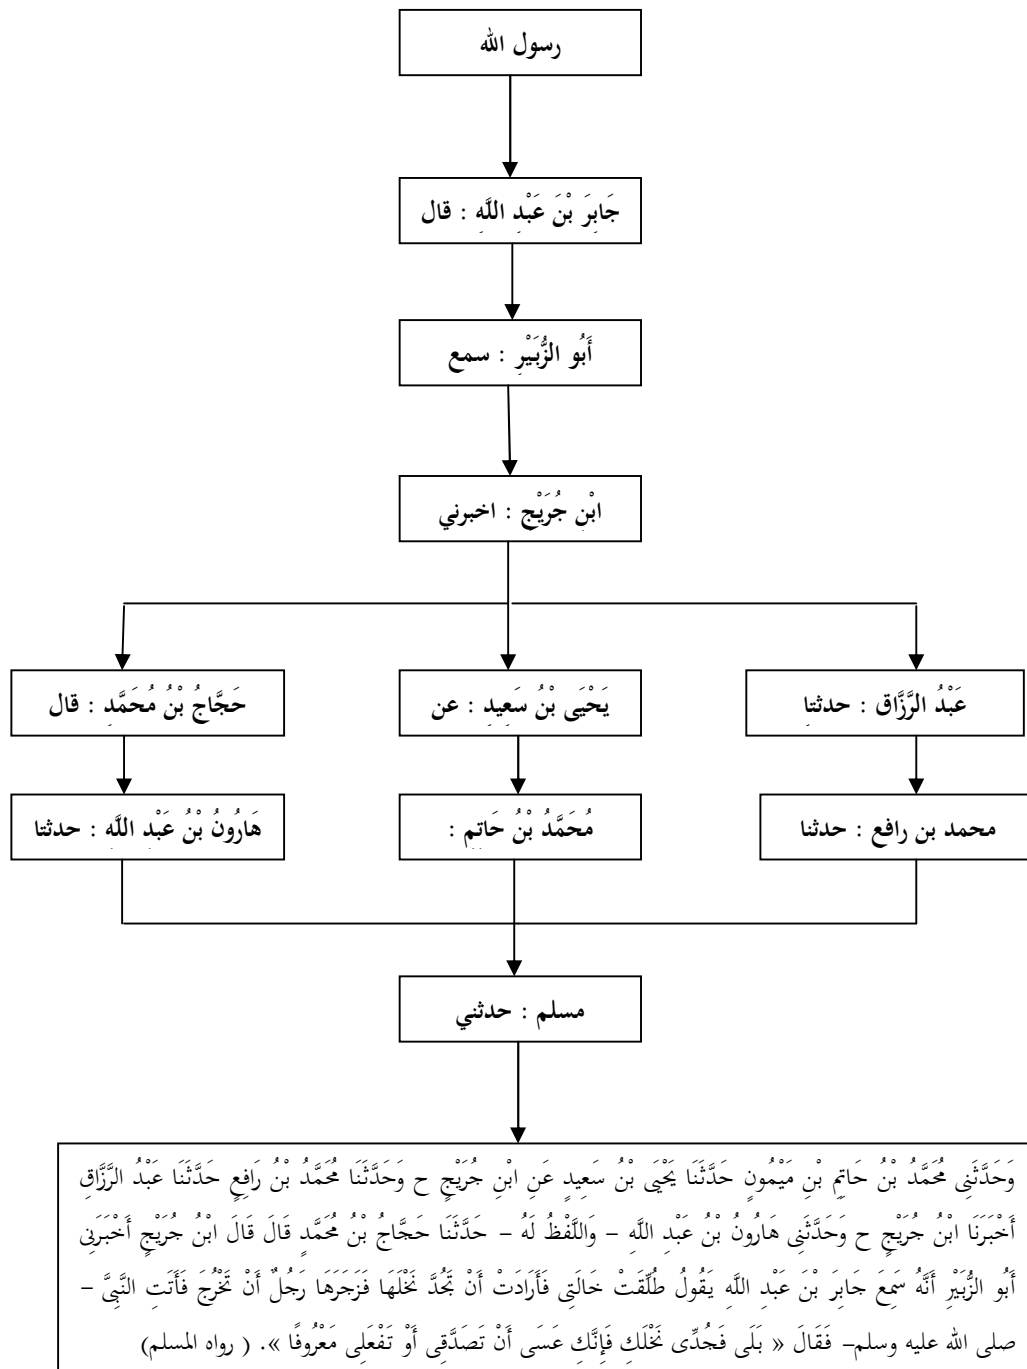 رسول الله
جَابِرَ بْنَ عَبْدِ اللَّهِ : قال
أَبُو الزُّبَيْرِ : سمع
ابْنِ جُرَيْجٍ : اخبرني
عَبْدُ الرَّزَّاقِ : حدثتا
يَحْيَى بْنُ سَعِيدٍ : عن
حَجَّاجُ بْنُ مُحَمَّدٍ : قال
محمد بن رافع : حدثنا
مُحَمَّدُ بْنُ حَاتِمٍ :
هَارُونُ بْنُ عَبْدِ اللَّهِ : حدثتا
مسلم : حدثني
وَحَدَّثَنِى مُحَمَّدُ بْنُ حَاتِمِ بْنِ مَيْمُونٍ حَدَّثَنَا يَحْيَى بْنُ سَعِيدٍ عَنِ ابْنِ جُرَيْجٍ ح وَحَدَّثَنَا مُحَمَّدُ بْنُ رَافِعٍ حَدَّثَنَا عَبْدُ الرَّزَّاقِ
أَخْبَرَنَا ابْنُ جُرَيْجٍ ح وَحَدَّثَنِى هَارُونُ بْنُ عَبْدِ اللَّهِ – وَاللَّفْظُ لَهُ – حَدَّثَنَا حَجَّاجُ بْنُ مُحَمَّدٍ قَالَ قَالَ ابْنُ جُرَيْجٍ أَخْبَرَنِى
أَبُو الزُّبَيْرِ أَنَّهُ سَمِعَ جَابِرَ بْنَ عَبْدِ اللَّهِ يَقُولُ طُلِّقَتْ خَالَتِى فَأَرَادَتْ أَنْ تَجُدَّ نَخْلَهَا فَزَجَرَهَا رَجُلٌ أَنْ تَخْرُجَ فَأَتَتِ النَّبِىَّ –
صلى الله عليه وسلم– فَقَالَ « بَلَى فَجُدِّى نَخْلَكِ فَإِنَّكِ عَسَى أَنْ تَصَدَّقِى أَوْ تَفْعَلِى مَعْرُوفًا ». ( رواه المسلم)